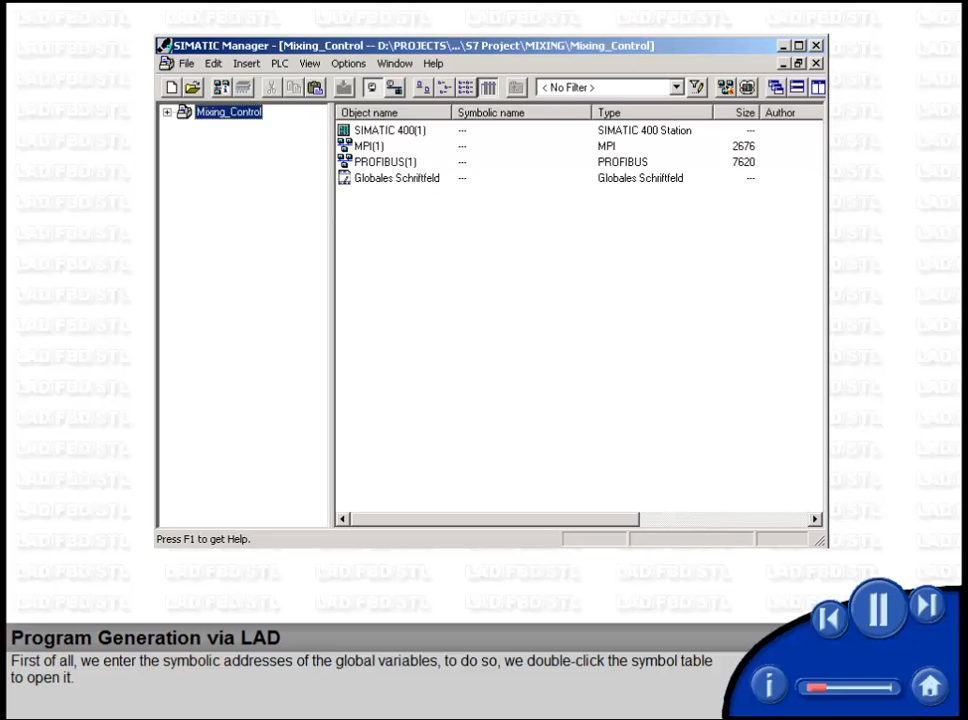 SIMATIC Manager - [Mixing_Control -- D:\PROJECTS\...\S7 Project\MIXING\Mixing_Control]
File Edit Insert PLC View Options Window Help
< No Filter >
Mixing_Control
Object name Symbolic name Type Size Author
SIMATIC 400(1) --- SIMATIC 400 Station ---
MPI(1) --- MPI 2676
PROFIBUS(1) --- PROFIBUS 7620
Globales Schriftfeld --- Globales Schriftfeld ---
Press F1 to get Help.
LAD FBD STL
Program Generation via LAD
First of all, we enter the symbolic addresses of the global variables, to do so, we double-click the symbol table
to open it.
i